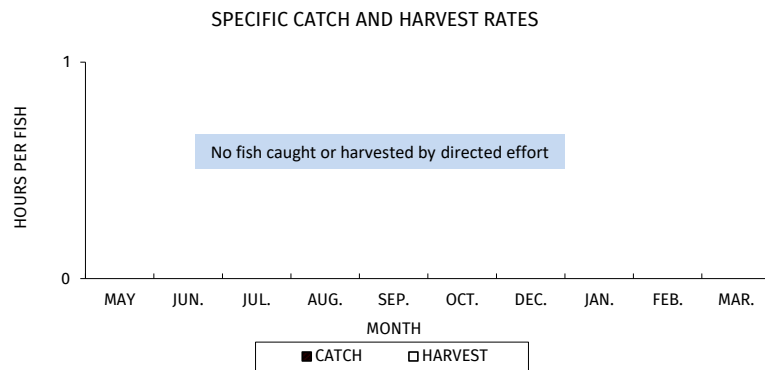 SPECIFIC CATCH AND HARVEST RATES
1
HOURS PER FISH
No fish caught or harvested by directed effort
0
MAY JUN. JUL. AUG. SEP. OCT. DEC. JAN. FEB. MAR.
MONTH
CATCH HARVEST